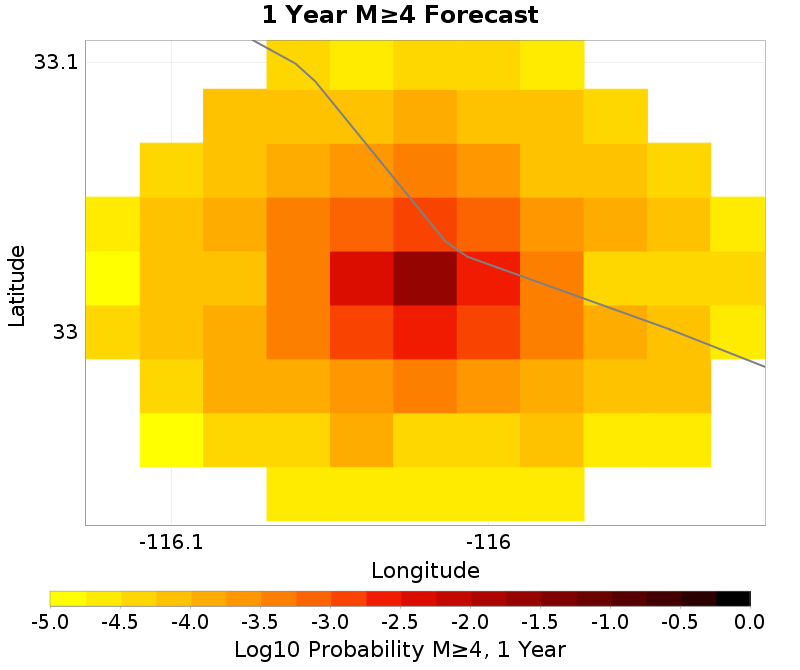 1 Year M≥4 Forecast
33.1
33
Latitude
-116.1 -116
Longitude
-5.0 -4.5 -4.0 -3.5 -3.0 -2.5 -2.0 -1.5 -1.0 -0.5 0.0
Log10 Probability M≥4, 1 Year